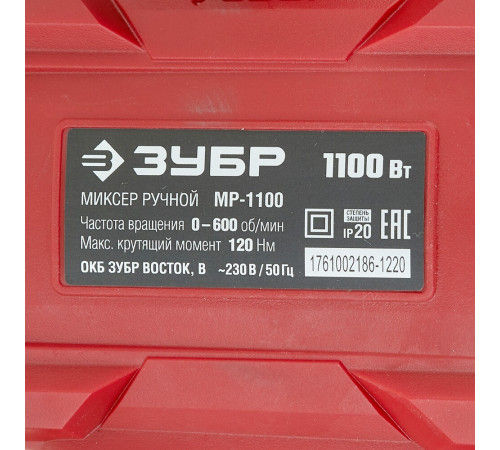 ЗУБР 1100 Вт
МИКСЕР РУЧНОЙ МР-1100
Частота вращения 0–600 об/мин
Макс. крутящий момент 120 Нм
СТЕПЕНЬ
ЗАЩИТЫ
IP20
EAC
ОКБ ЗУБР ВОСТОК, В ~230 В / 50 Гц
1761002186-1220